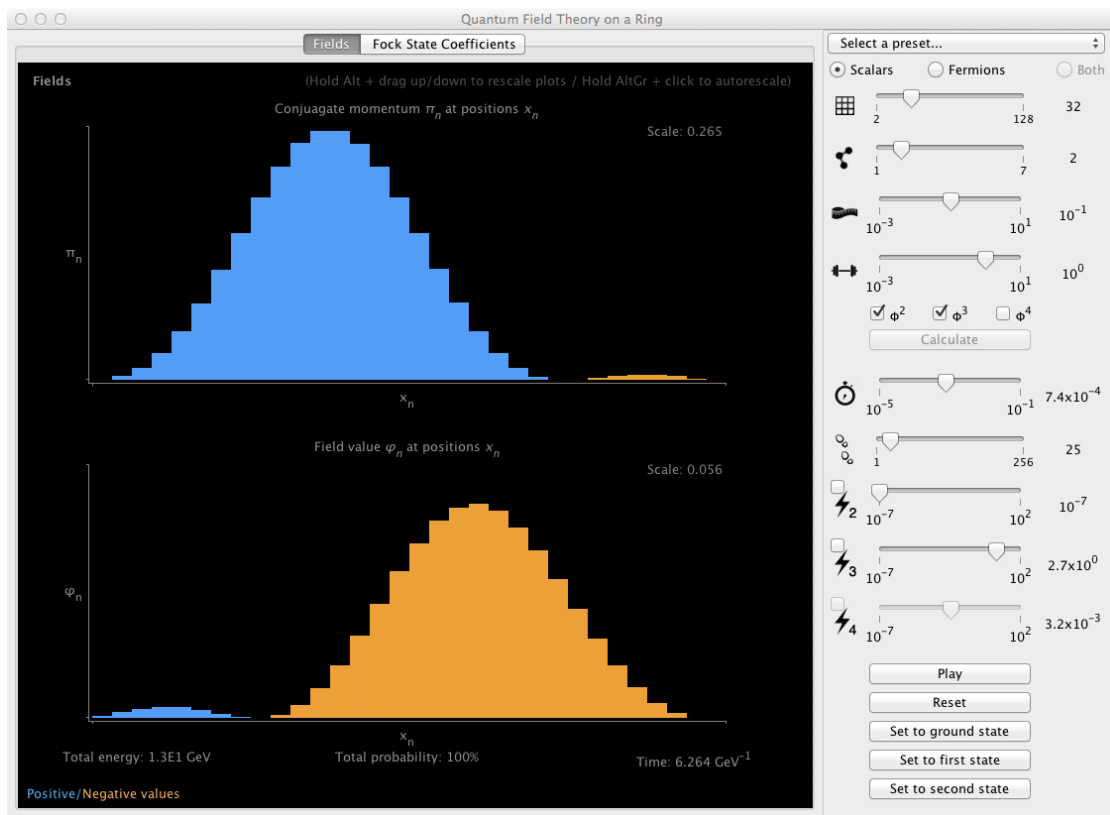 Quantum Field Theory on a Ring
Fields
Fock State Coefficients
Fields
(Hold Alt + drag up/down to rescale plots / Hold AltGr + click to autorescale)
Conjuagate momentum πn at positions xn
Scale: 0.265
πn
xn
Field value φn at positions xn
Scale: 0.056
φn
xn
Total energy: 1.3E1 GeV
Total probability: 100%
Time: 6.264 GeV⁻¹
Positive/Negative values
Select a preset...
Scalars
Fermions
Both
2
128
32
1
7
2
10⁻³
10¹
10⁻¹
10⁻³
10¹
10⁰
Φ²
Φ³
Φ⁴
Calculate
10⁻⁵
10⁻¹
7.4x10⁻⁴
1
256
25
2
10⁻⁷
10²
10⁻⁷
3
10⁻⁷
10²
2.7x10⁰
4
10⁻⁷
10²
3.2x10⁻³
Play
Reset
Set to ground state
Set to first state
Set to second state